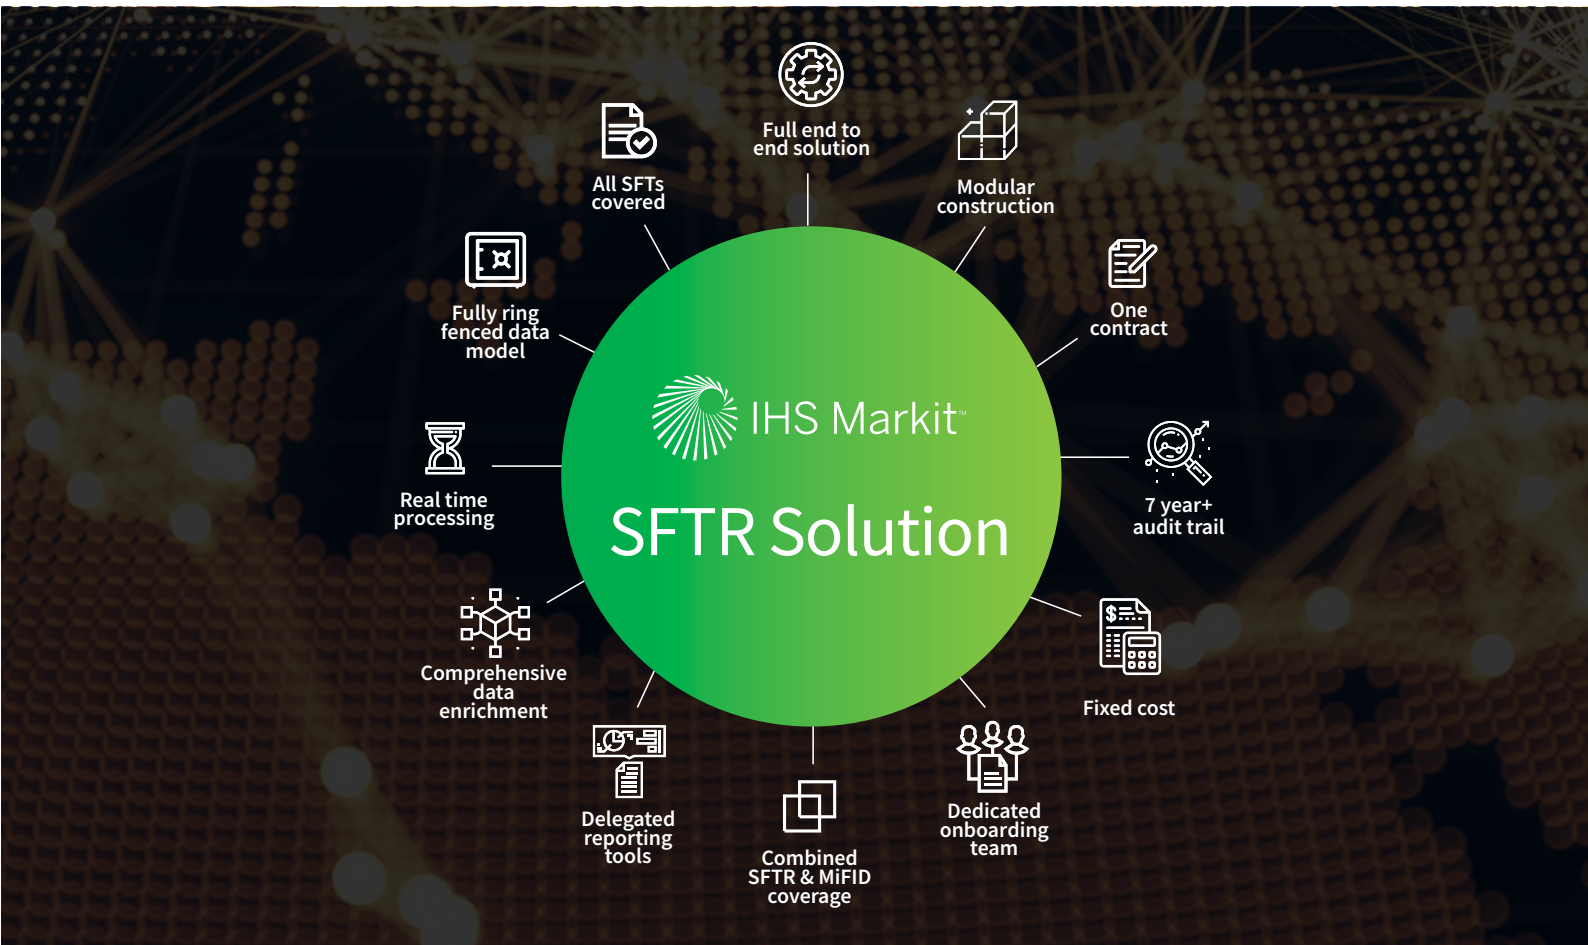 Full end to
end solution
All SFTs
covered
Modular
construction
Fully ring
fenced data
model
One
contract
IHS Markit™
Real time
processing
SFTR Solution
7 year+
audit trail
Comprehensive
data
enrichment
$
Fixed cost
Delegated
reporting
tools
Dedicated
onboarding
team
Combined
SFTR & MiFID
coverage